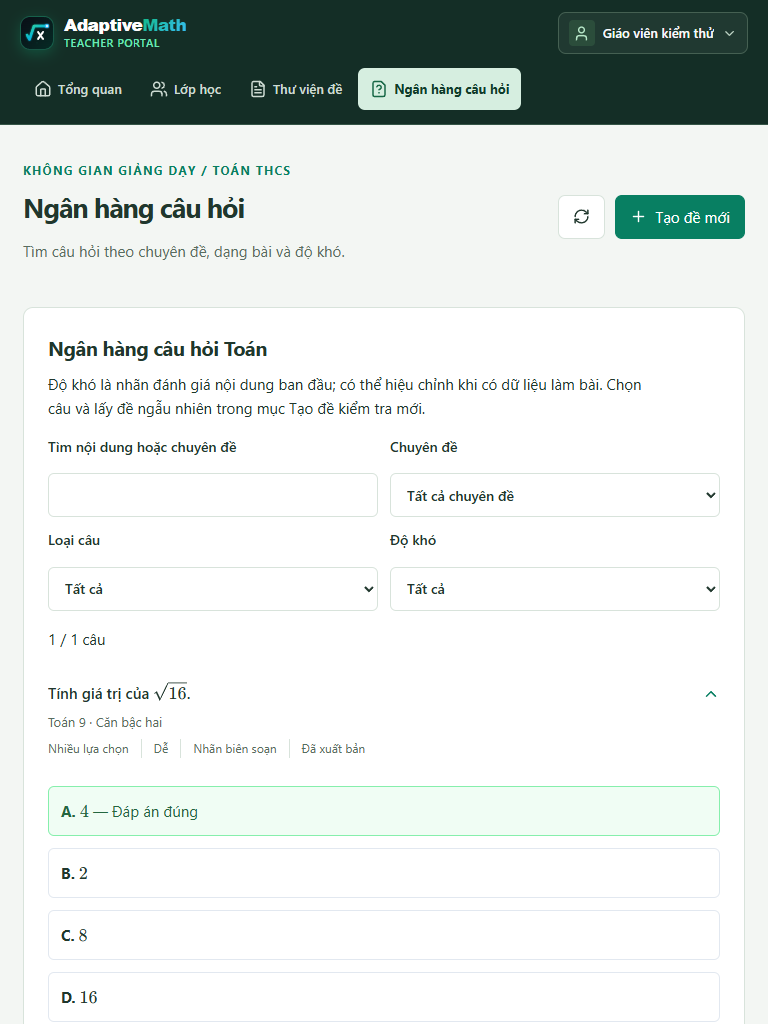 AdaptiveMath
TEACHER PORTAL
Giáo viên kiểm thử
Tổng quan
Lớp học
Thư viện đề
Ngân hàng câu hỏi
KHÔNG GIAN GIẢNG DẠY / TOÁN THCS
Ngân hàng câu hỏi
Tạo đề mới
Tìm câu hỏi theo chuyên đề, dạng bài và độ khó.
Ngân hàng câu hỏi Toán
Độ khó là nhãn đánh giá nội dung ban đầu; có thể hiệu chỉnh khi có dữ liệu làm bài. Chọn
câu và lấy đề ngẫu nhiên trong mục Tạo đề kiểm tra mới.
Tìm nội dung hoặc chuyên đề
Chuyên đề
Tất cả chuyên đề
Loại câu
Độ khó
Tất cả
Tất cả
1 / 1 câu
Tính giá trị của √16.
Toán 9 · Căn bậc hai
Nhiều lựa chọn
Dễ
Nhãn biên soạn
Đã xuất bản
A. 4 — Đáp án đúng
B. 2
C. 8
D. 16